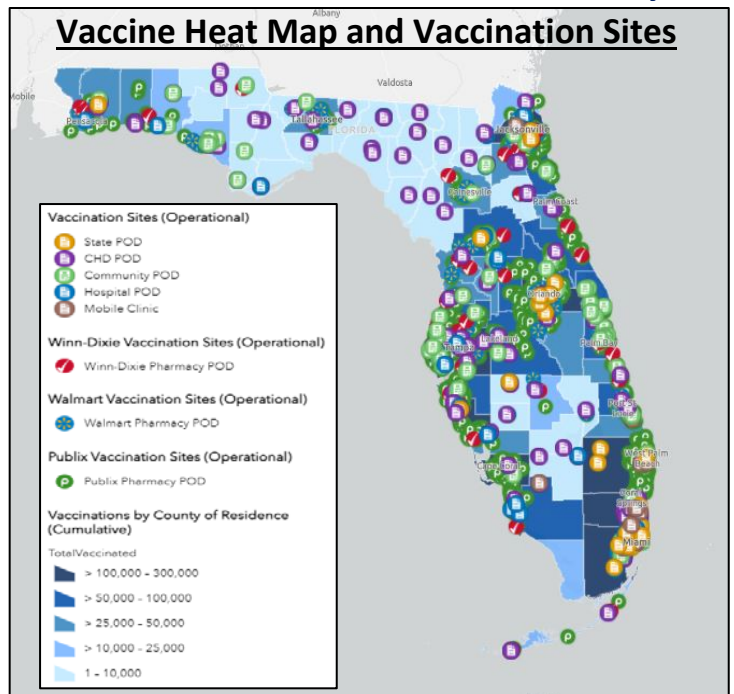 Albany
Vaccine Heat Map and Vaccination Sites
Dothan
Mobile
Valdosta
Pensacola
Tallahassee
FLORIDA
Jacksonville
Gainesville
Palm Coast
Orlando
Lakeland
Tampa
Palm Bay
Port St.
Lucie
Cape Coral
West Palm
Beach
Coral
Springs
Miami
Vaccination Sites (Operational)
State POD
CHD POD
Community POD
Hospital POD
Mobile Clinic
Winn-Dixie Vaccination Sites (Operational)
Winn-Dixie Pharmacy POD
Walmart Vaccination Sites (Operational)
Walmart Pharmacy POD
Publix Vaccination Sites (Operational)
Publix Pharmacy POD
Vaccinations by County of Residence
(Cumulative)
TotalVaccinated
> 100,000 - 300,000
> 50,000 - 100,000
> 25,000 - 50,000
> 10,000 - 25,000
1 - 10,000